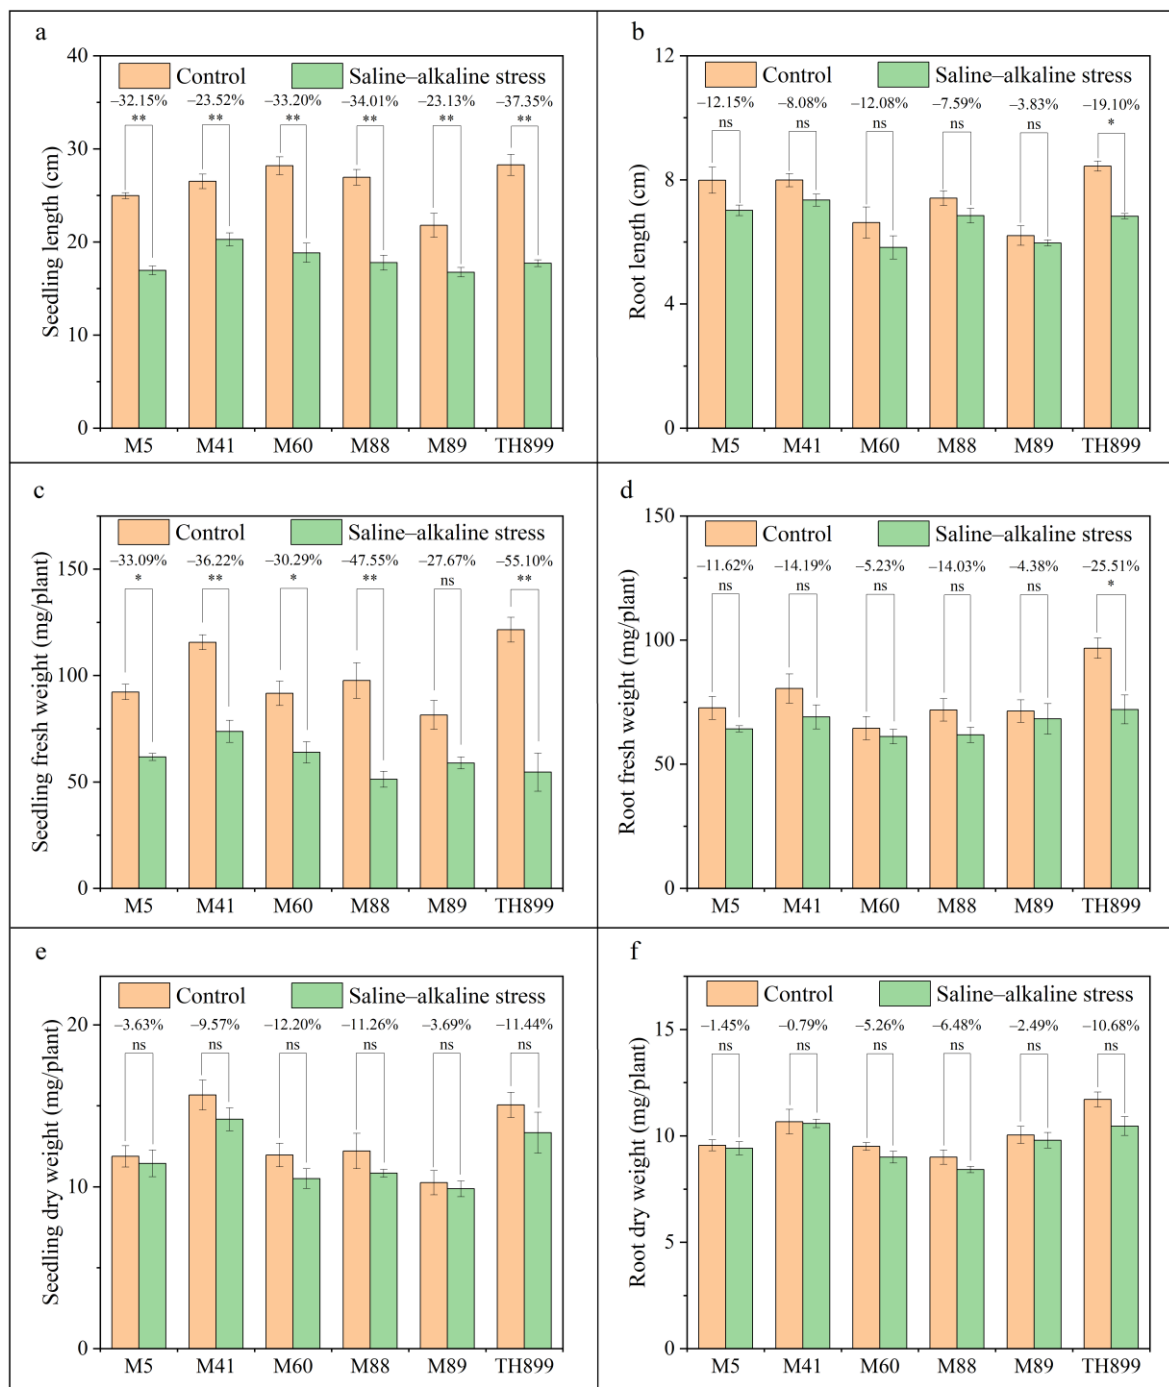 a
40
Control Saline–alkaline stress
–32.15% –23.52% –33.20% –34.01% –23.13% –37.35%
** ** ** ** ** **
30
20
10
0
Seedling length (cm)
M5 M41 M60 M88 M89 TH899
b
12
Control Saline–alkaline stress
–12.15% –8.08% –12.08% –7.59% –3.83% –19.10%
ns ns ns ns ns *
8
4
0
Root length (cm)
M5 M41 M60 M88 M89 TH899
c
Control Saline–alkaline stress
–33.09% –36.22% –30.29% –47.55% –27.67% –55.10%
* ** * ** ns **
150
100
50
0
Seedling fresh weight (mg/plant)
M5 M41 M60 M88 M89 TH899
d
150
Control Saline–alkaline stress
–11.62% –14.19% –5.23% –14.03% –4.38% –25.51%
ns ns ns ns ns *
100
50
0
Root fresh weight (mg/plant)
M5 M41 M60 M88 M89 TH899
e
Control Saline–alkaline stress
20
–3.63% –9.57% –12.20% –11.26% –3.69% –11.44%
ns ns ns ns ns ns
10
0
Seedling dry weight (mg/plant)
M5 M41 M60 M88 M89 TH899
f
Control Saline–alkaline stress
15
–1.45% –0.79% –5.26% –6.48% –2.49% –10.68%
ns ns ns ns ns ns
10
5
0
Root dry weight (mg/plant)
M5 M41 M60 M88 M89 TH899